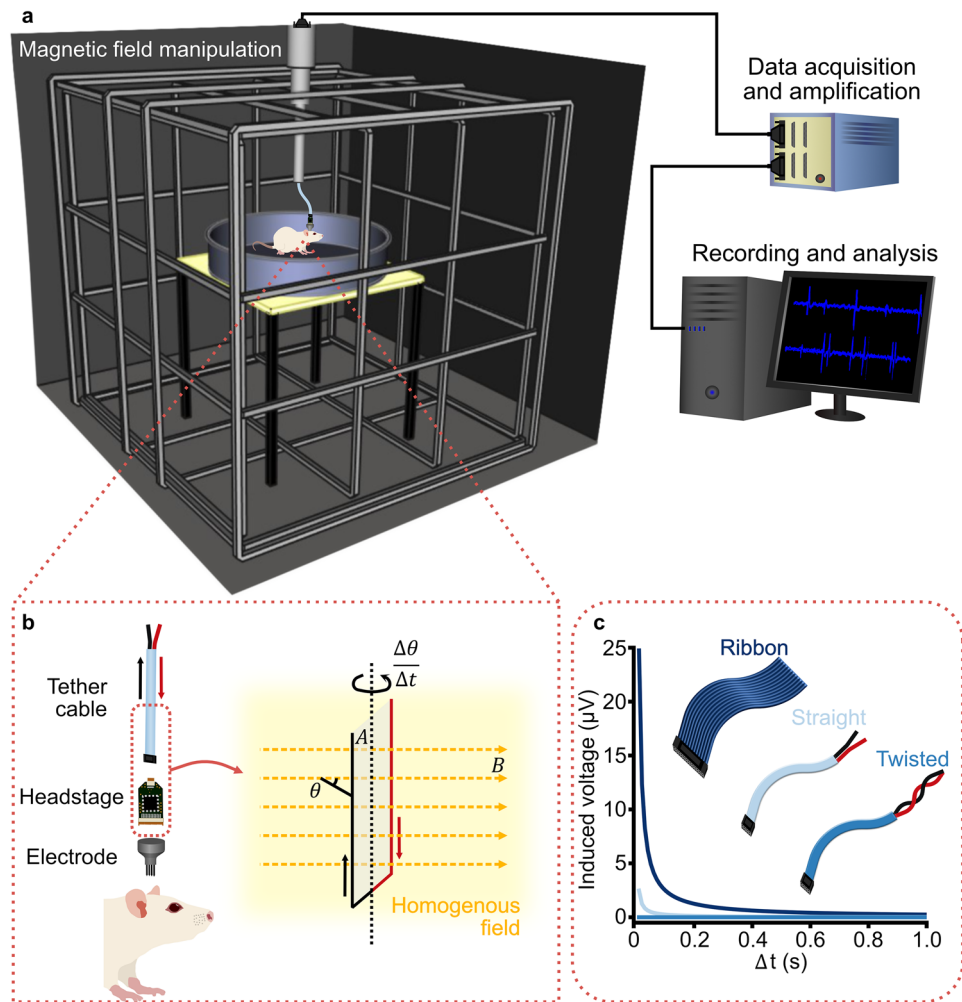 a
Magnetic field manipulation
Data acquisition
and amplification
Recording and analysis
b
Tether
cable
Headstage
Electrode
Δθ
Δt
A
B
θ
Homogenous
field
c
Induced voltage (µV)
25
20
15
10
5
0
0
0.2
0.4
0.6
0.8
1.0
Δt (s)
Ribbon
Straight
Twisted